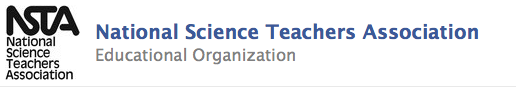 NSTA
National
Science
Teachers
Association
National Science Teachers Association
Educational Organization